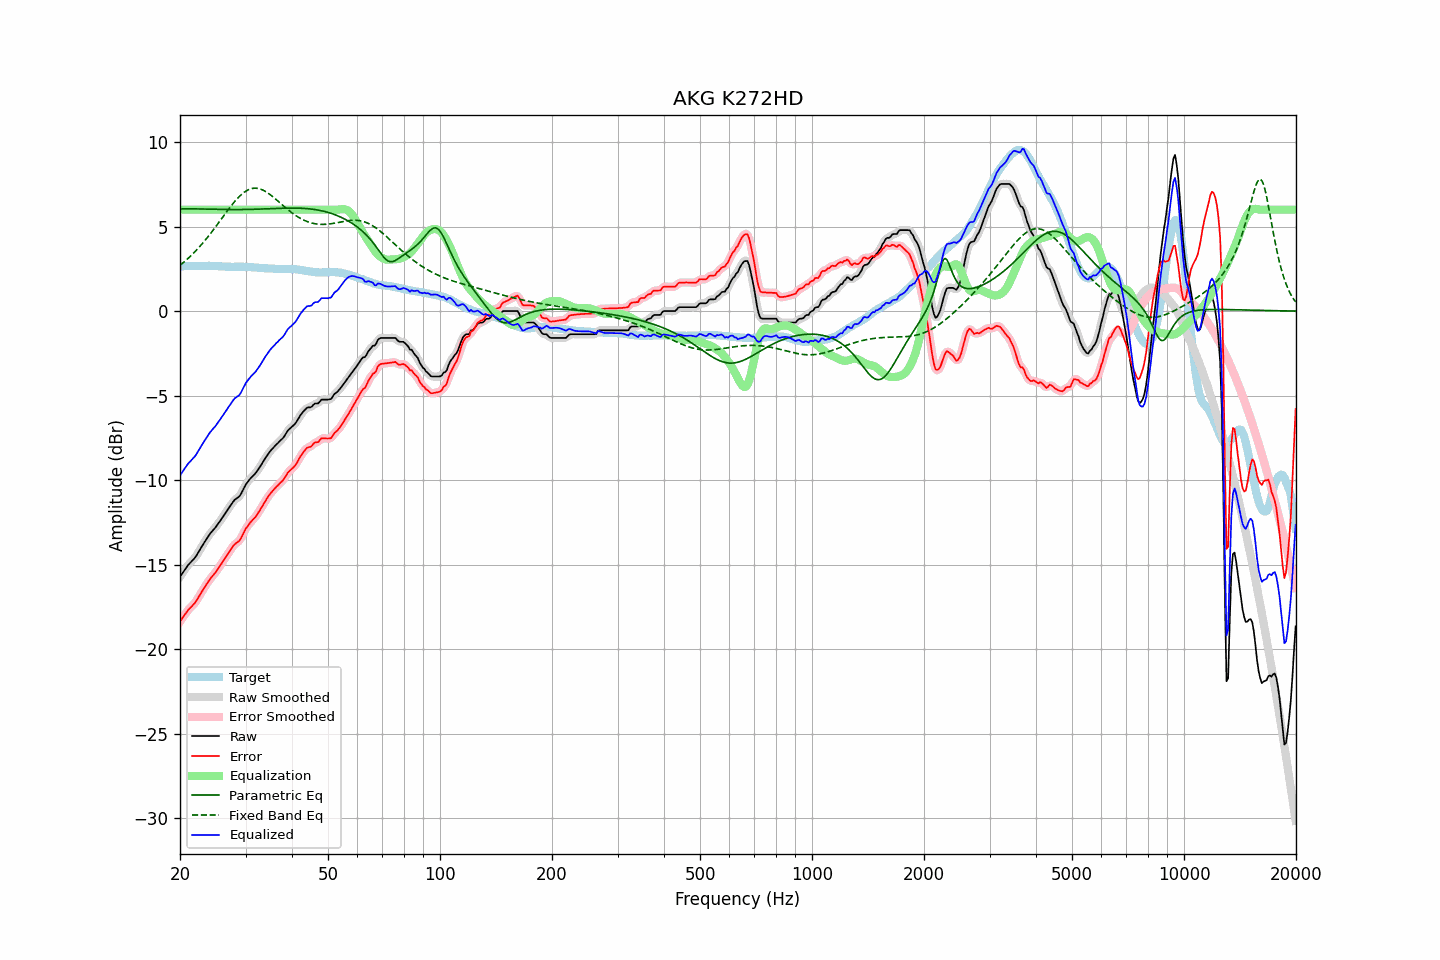 AKG K272HD
Amplitude (dBr)
10
5
0
−5
−10
−15
−20
−25
−30
Target
Raw Smoothed
Error Smoothed
Raw
Error
Equalization
Parametric Eq
Fixed Band Eq
Equalized
20 50 100 200 500 1000 2000 5000 10000 20000
Frequency (Hz)